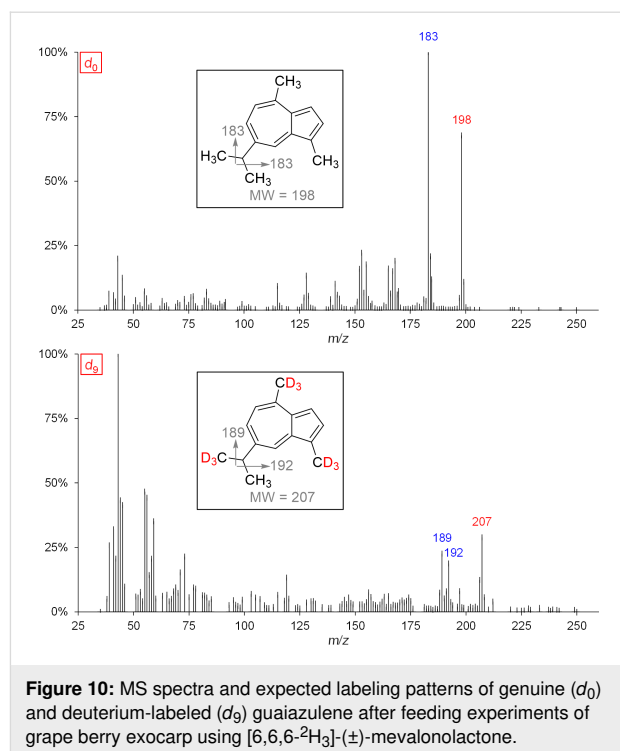 100%
75%
50%
25%
0%
d₀
183
198
CH₃
183
H₃C
183
CH₃
CH₃
MW = 198
25 50 75 100 125 150 175 200 225 250
m/z
100%
75%
50%
25%
0%
d₉
189
192
207
CD₃
189
D₃C
192
CD₃
CH₃
MW = 207
25 50 75 100 125 150 175 200 225 250
m/z
Figure 10: MS spectra and expected labeling patterns of genuine (d₀)
and deuterium-labeled (d₉) guaiazulene after feeding experiments of
grape berry exocarp using [6,6,6-²H₃]-(±)-mevalonolactone.